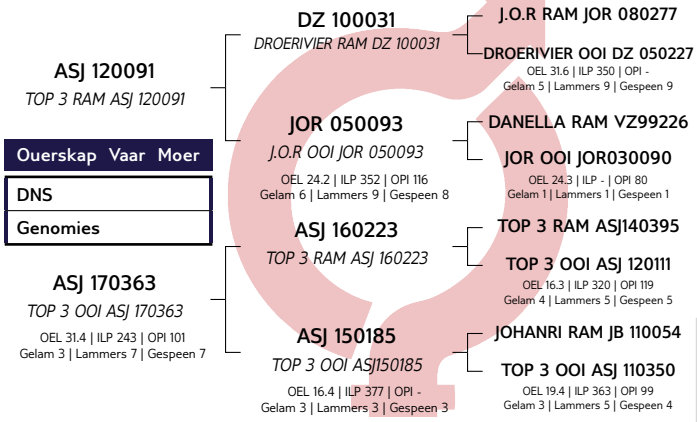 ASJ 120091
TOP 3 RAM ASJ 120091
Ouerskap Vaar Moer
DNS
Genomies
ASJ 170363
TOP 3 OOI ASJ 170363
OEL 31.4 | ILP 243 | OPI 101
Gelam 3 | Lammers 7 | Gespeen 7
DZ 100031
DROERIVIER RAM DZ 100031
JOR 050093
J.O.R OOI JOR 050093
OEL 24.2 | ILP 352 | OPI 116
Gelam 6 | Lammers 9 | Gespeen 8
ASJ 160223
TOP 3 RAM ASJ 160223
ASJ 150185
TOP 3 OOI ASJ150185
OEL 16.4 | ILP 377 | OPI -
Gelam 3 | Lammers 3 | Gespeen 3
J.O.R RAM JOR 080277
DROERIVIER OOI DZ 050227
OEL 31.6 | ILP 350 | OPI -
Gelam 5 | Lammers 9 | Gespeen 9
DANELLA RAM VZ99226
JOR OOI JOR030090
OEL 24.3 | ILP - | OPI 80
Gelam 1 | Lammers 1 | Gespeen 1
TOP 3 RAM ASJ140395
TOP 3 OOI ASJ 120111
OEL 16.3 | ILP 320 | OPI 119
Gelam 4 | Lammers 5 | Gespeen 5
JOHANRI RAM JB 110054
TOP 3 OOI ASJ 110350
OEL 19.4 | ILP 363 | OPI 99
Gelam 3 | Lammers 5 | Gespeen 4